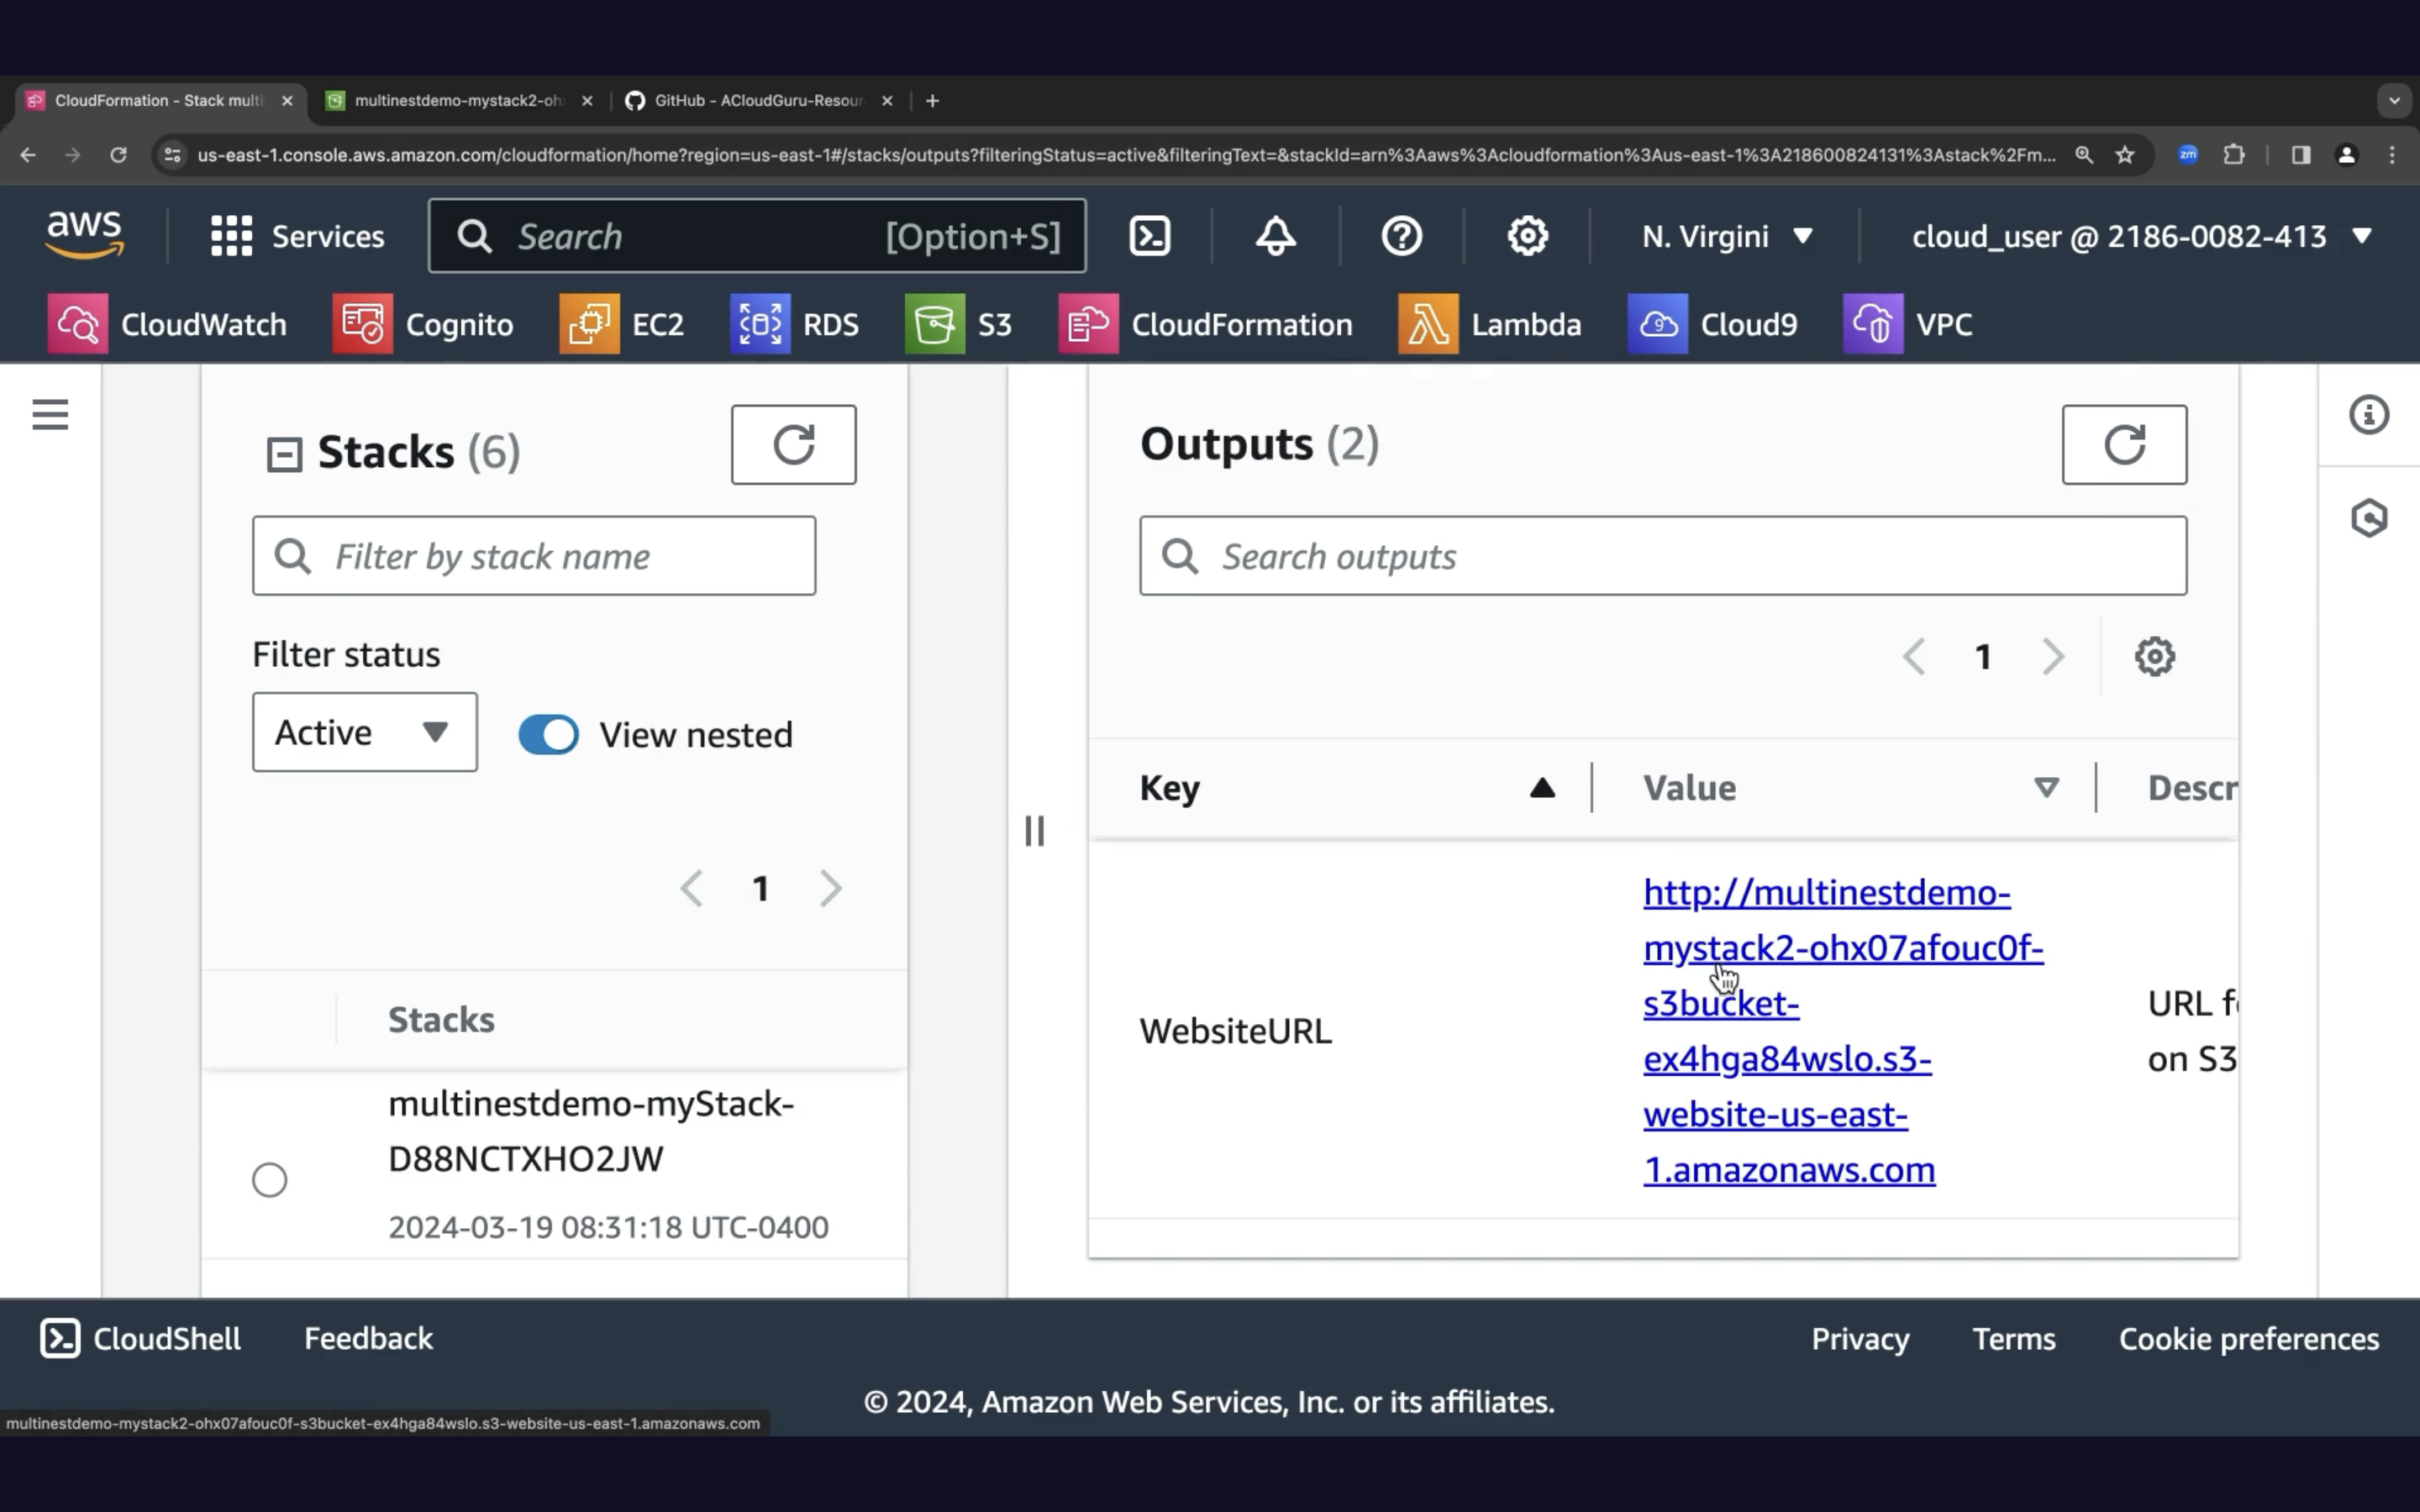 CloudFormation - Stack multi
multinestdemo-mystack2-oh
GitHub - ACloudGuru-Resour
us-east-1.console.aws.amazon.com/cloudformation/home?region=us-east-1#/stacks/outputs?filteringStatus=active&filteringText=&stackId=arn%3Aaws%3Acloudformation%3Aus-east-1%3A218600824131%3Astack%2Fm...
zm
aws
Services
Search
[Option+S]
N. Virgini
cloud_user @ 2186-0082-413
CloudWatch
Cognito
EC2
RDS
S3
CloudFormation
Lambda
9
Cloud9
VPC
Stacks (6)
Filter by stack name
Filter status
Active
View nested
1
Stacks
multinestdemo-myStack-
D88NCTXHO2JW
2024-03-19 08:31:18 UTC-0400
Outputs (2)
Search outputs
1
Key
Value
Descr
WebsiteURL
http://multinestdemo-
mystack2-ohx07afouc0f-
s3bucket-
ex4hga84wslo.s3-
website-us-east-
1.amazonaws.com
URL f
on S3
CloudShell
Feedback
Privacy
Terms
Cookie preferences
© 2024, Amazon Web Services, Inc. or its affiliates.
multinestdemo-mystack2-ohx07afouc0f-s3bucket-ex4hga84wslo.s3-website-us-east-1.amazonaws.com